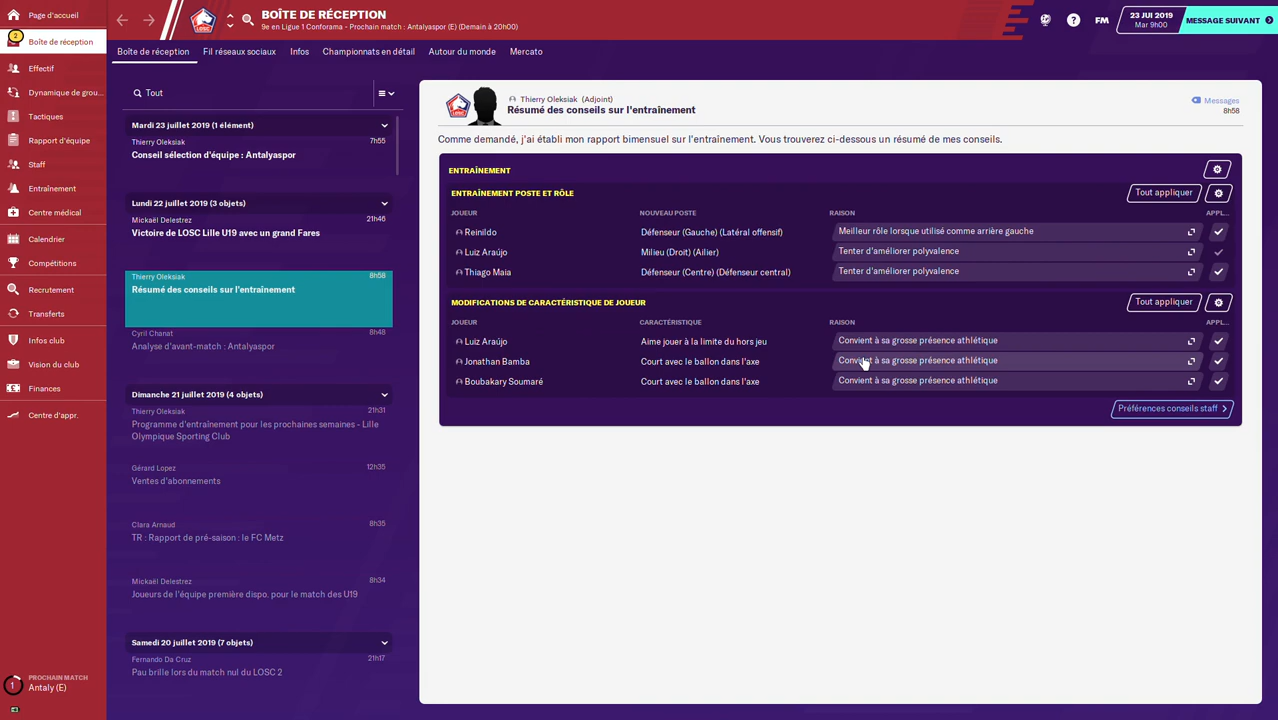 Page d'accueil
2
Boîte de réception
Effectif
Dynamique de grou...
Tactiques
Rapport d'équipe
Staff
Entraînement
Centre médical
Calendrier
Compétitions
Recrutement
Transferts
Infos club
Vision du club
Finances
Centre d'appr.
1
PROCHAIN MATCH
Antaly (E)
LOSC
BOÎTE DE RÉCEPTION
9e en Ligue 1 Conforama - Prochain match : Antalyaspor (E) (Demain à 20h00)
?
FM
23 JUI 2019
Mar 9h00
MESSAGE SUIVANT
Boîte de réception
Fil réseaux sociaux
Infos
Championnats en détail
Autour du monde
Mercato
Tout
Mardi 23 juillet 2019 (1 élément)
Thierry Oleksiak 7h55
Conseil sélection d'équipe : Antalyaspor
Lundi 22 juillet 2019 (3 objets)
Mickaël Delestrez 21h46
Victoire de LOSC Lille U19 avec un grand Fares
Thierry Oleksiak 8h58
Résumé des conseils sur l'entraînement
Cyril Chanat 8h48
Analyse d'avant-match : Antalyaspor
Dimanche 21 juillet 2019 (4 objets)
Thierry Oleksiak 21h31
Programme d'entraînement pour les prochaines semaines - Lille
Olympique Sporting Club
Gérard Lopez 12h35
Ventes d'abonnements
Clara Arnaud 8h35
TR : Rapport de pré-saison : le FC Metz
Mickaël Delestrez 8h34
Joueurs de l'équipe première dispo. pour le match des U19
Samedi 20 juillet 2019 (7 objets)
Fernando Da Cruz 21h17
Pau brille lors du match nul du LOSC 2
LOSC
Thierry Oleksiak (Adjoint)
Résumé des conseils sur l'entraînement
Messages
8h58
Comme demandé, j'ai établi mon rapport bimensuel sur l'entraînement. Vous trouverez ci-dessous un résumé de mes conseils.
ENTRAÎNEMENT
ENTRAÎNEMENT POSTE ET RÔLE Tout appliquer
JOUEUR NOUVEAU POSTE RAISON APPL...
Reinildo Défenseur (Gauche) (Latéral offensif) Meilleur rôle lorsque utilisé comme arrière gauche
Luiz Araújo Milieu (Droit) (Ailier) Tenter d'améliorer polyvalence
Thiago Maia Défenseur (Centre) (Défenseur central) Tenter d'améliorer polyvalence
MODIFICATIONS DE CARACTÉRISTIQUE DE JOUEUR Tout appliquer
JOUEUR CARACTÉRISTIQUE RAISON APPL...
Luiz Araújo Aime jouer à la limite du hors jeu Convient à sa grosse présence athlétique
Jonathan Bamba Court avec le ballon dans l'axe Convient à sa grosse présence athlétique
Boubakary Soumaré Court avec le ballon dans l'axe Convient à sa grosse présence athlétique
Préférences conseils staff